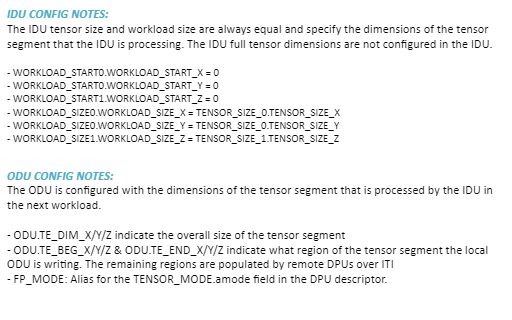 IDU CONFIG NOTES:
The IDU tensor size and workload size are always equal and specify the dimensions of the tensor
segment that the IDU is processing. The IDU full tensor dimensions are not configured in the IDU.
- WORKLOAD_START0.WORKLOAD_START_X = 0
- WORKLOAD_START0.WORKLOAD_START_Y = 0
- WORKLOAD_START1.WORKLOAD_START_Z = 0
- WORKLOAD_SIZE0.WORKLOAD_SIZE_X = TENSOR_SIZE_0.TENSOR_SIZE_X
- WORKLOAD_SIZE0.WORKLOAD_SIZE_Y = TENSOR_SIZE_0.TENSOR_SIZE_Y
- WORKLOAD_SIZE1.WORKLOAD_SIZE_Z = TENSOR_SIZE_1.TENSOR_SIZE_Z
ODU CONFIG NOTES:
The ODU is configured with the dimensions of the tensor segment that is processed by the IDU in
the next workload.
- ODU.TE_DIM_X/Y/Z indicate the overall size of the tensor segment
- ODU.TE_BEG_X/Y/Z & ODU.TE_END_X/Y/Z indicate what region of the tensor segment the local
ODU is writing. The remaining regions are populated by remote DPUs over ITI
- FP_MODE: Alias for the TENSOR_MODE.amode field in the DPU descriptor.